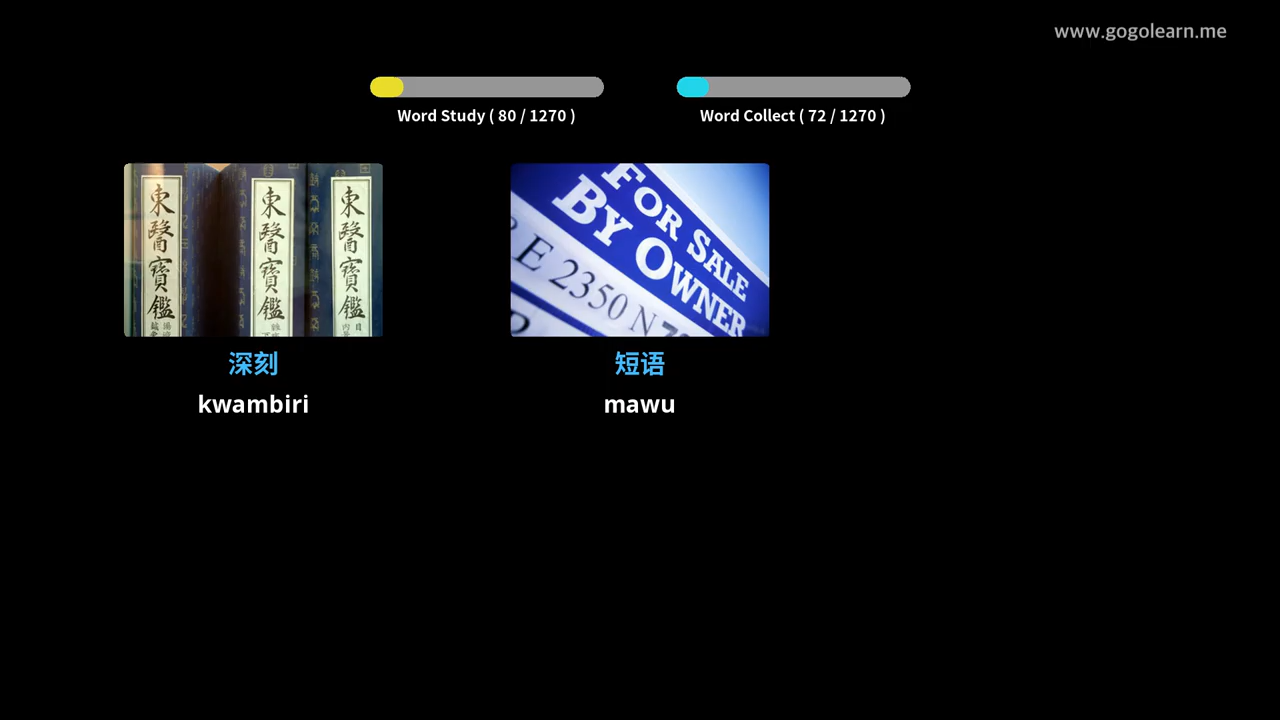 www.gogolearn.me
Word Study ( 80 / 1270 )
Word Collect ( 72 / 1270 )
東醫寶鑑
東醫寶鑑
東醫寶鑑
FOR SALE
BY OWNER
E 2350 N
深刻
kwambiri
短语
mawu